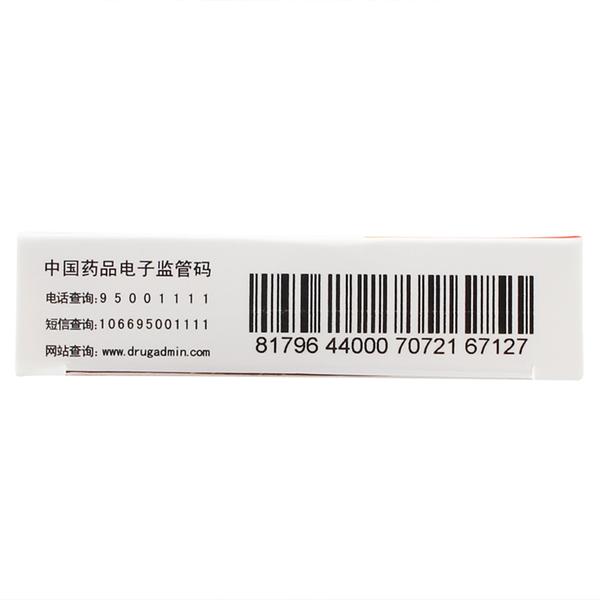 中国药品电子监管码
电话查询:95001111
短信查询:106695001111
网站查询: www.drugadmin.com
81796 44000 70721 67127